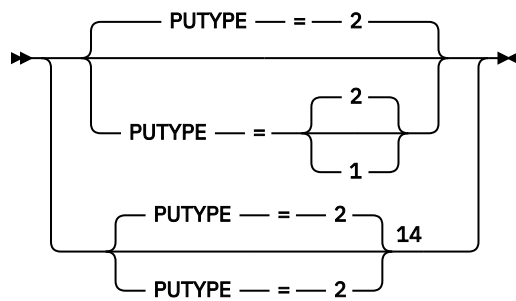 PUTYPE = 2
2
PUTYPE =
1
PUTYPE = 2
14
PUTYPE = 2